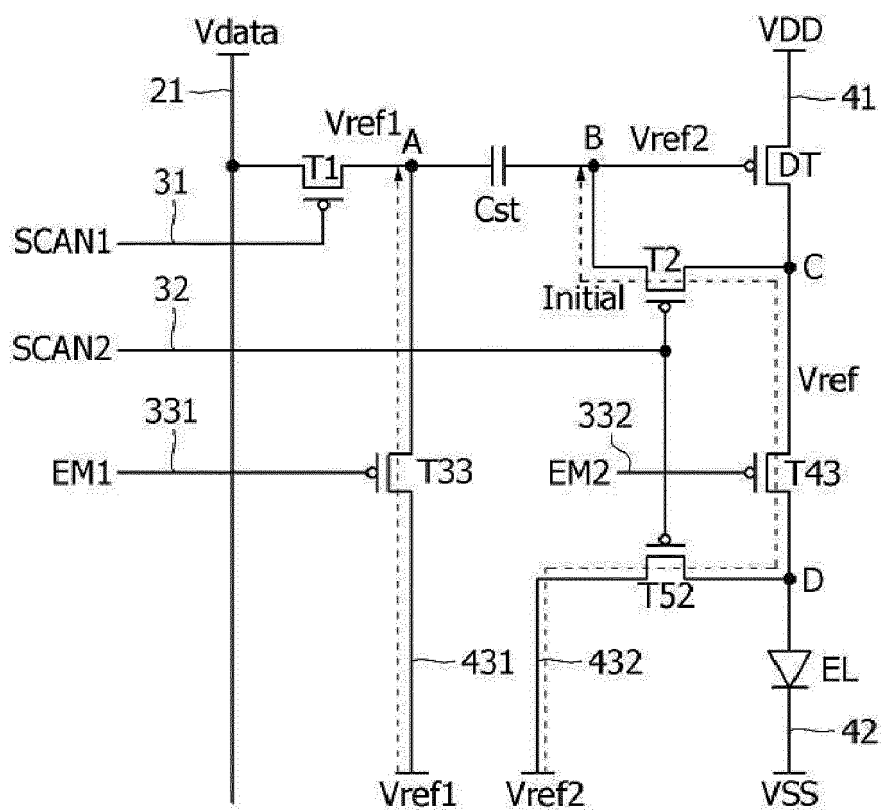 Vdata
VDD
21
41
Vref1
A
B
Vref2
T1
DT
31
Cst
SCAN1
T2
C
32
Initial
SCAN2
Vref
331
332
EM1
T33
EM2
T43
D
T52
431
432
EL
42
Vref1
Vref2
VSS